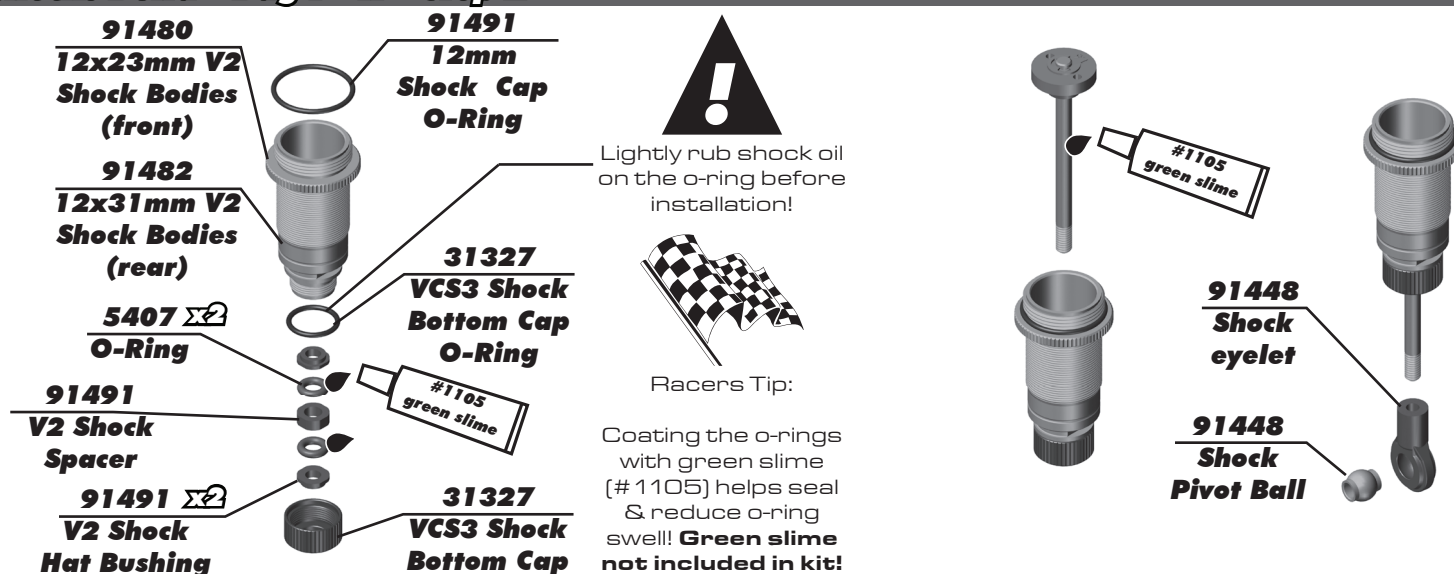 91480
12x23mm V2
Shock Bodies
(front)
91482
12x31mm V2
Shock Bodies
(rear)
5407 x2
O-Ring
91491
V2 Shock
Spacer
91491 x2
V2 Shock
Hat Bushing
91491
12mm
Shock Cap
O-Ring
31327
VCS3 Shock
Bottom Cap
O-Ring
#1105
green slime
31327
VCS3 Shock
Bottom Cap
Lightly rub shock oil
on the o-ring before
installation!
Racers Tip:
Coating the o-rings
with green slime
(#1105) helps seal
& reduce o-ring
swell! Green slime
not included in kit!
#1105
green slime
91448
Shock
eyelet
91448
Shock
Pivot Ball